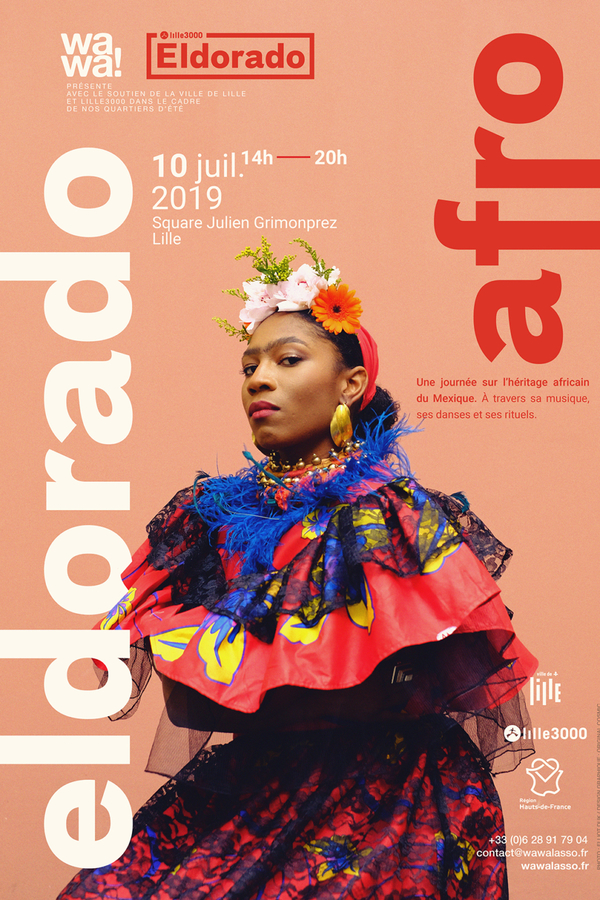 wa
wa!
lille3000
Eldorado
PRÉSENTE
AVEC LE SOUTIEN DE LA VILLE DE LILLE
ET LILLE3000 DANS LE CADRE
DE NOS QUARTIERS D'ÉTÉ
10 juil. 14h — 20h
2019
Square Julien Grimonprez
Lille
afro
eldorado
Une journée sur l'héritage africain
du Mexique. À travers sa musique,
ses danses et ses rituels.
ville de
lille
lille3000
Région
Hauts-de-France
+33 (0)6 28 91 79 04
contact@wawalasso.fr
wawalasso.fr